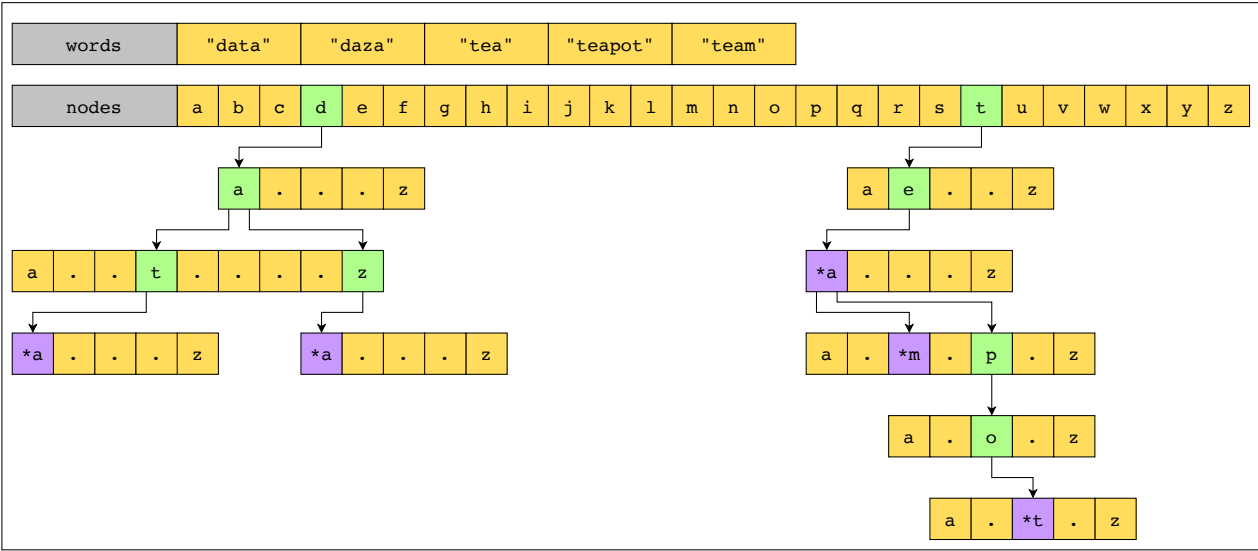 words "data" "daza" "tea" "teapot" "team"
nodes a b c d e f g h i j k l m n o p q r s t u v w x y z
a . . . z a e . . z
a . . t . . . . z *a . . . z
*a . . . z *a . . . z a . *m . p . z
a . o . z
a . *t . z